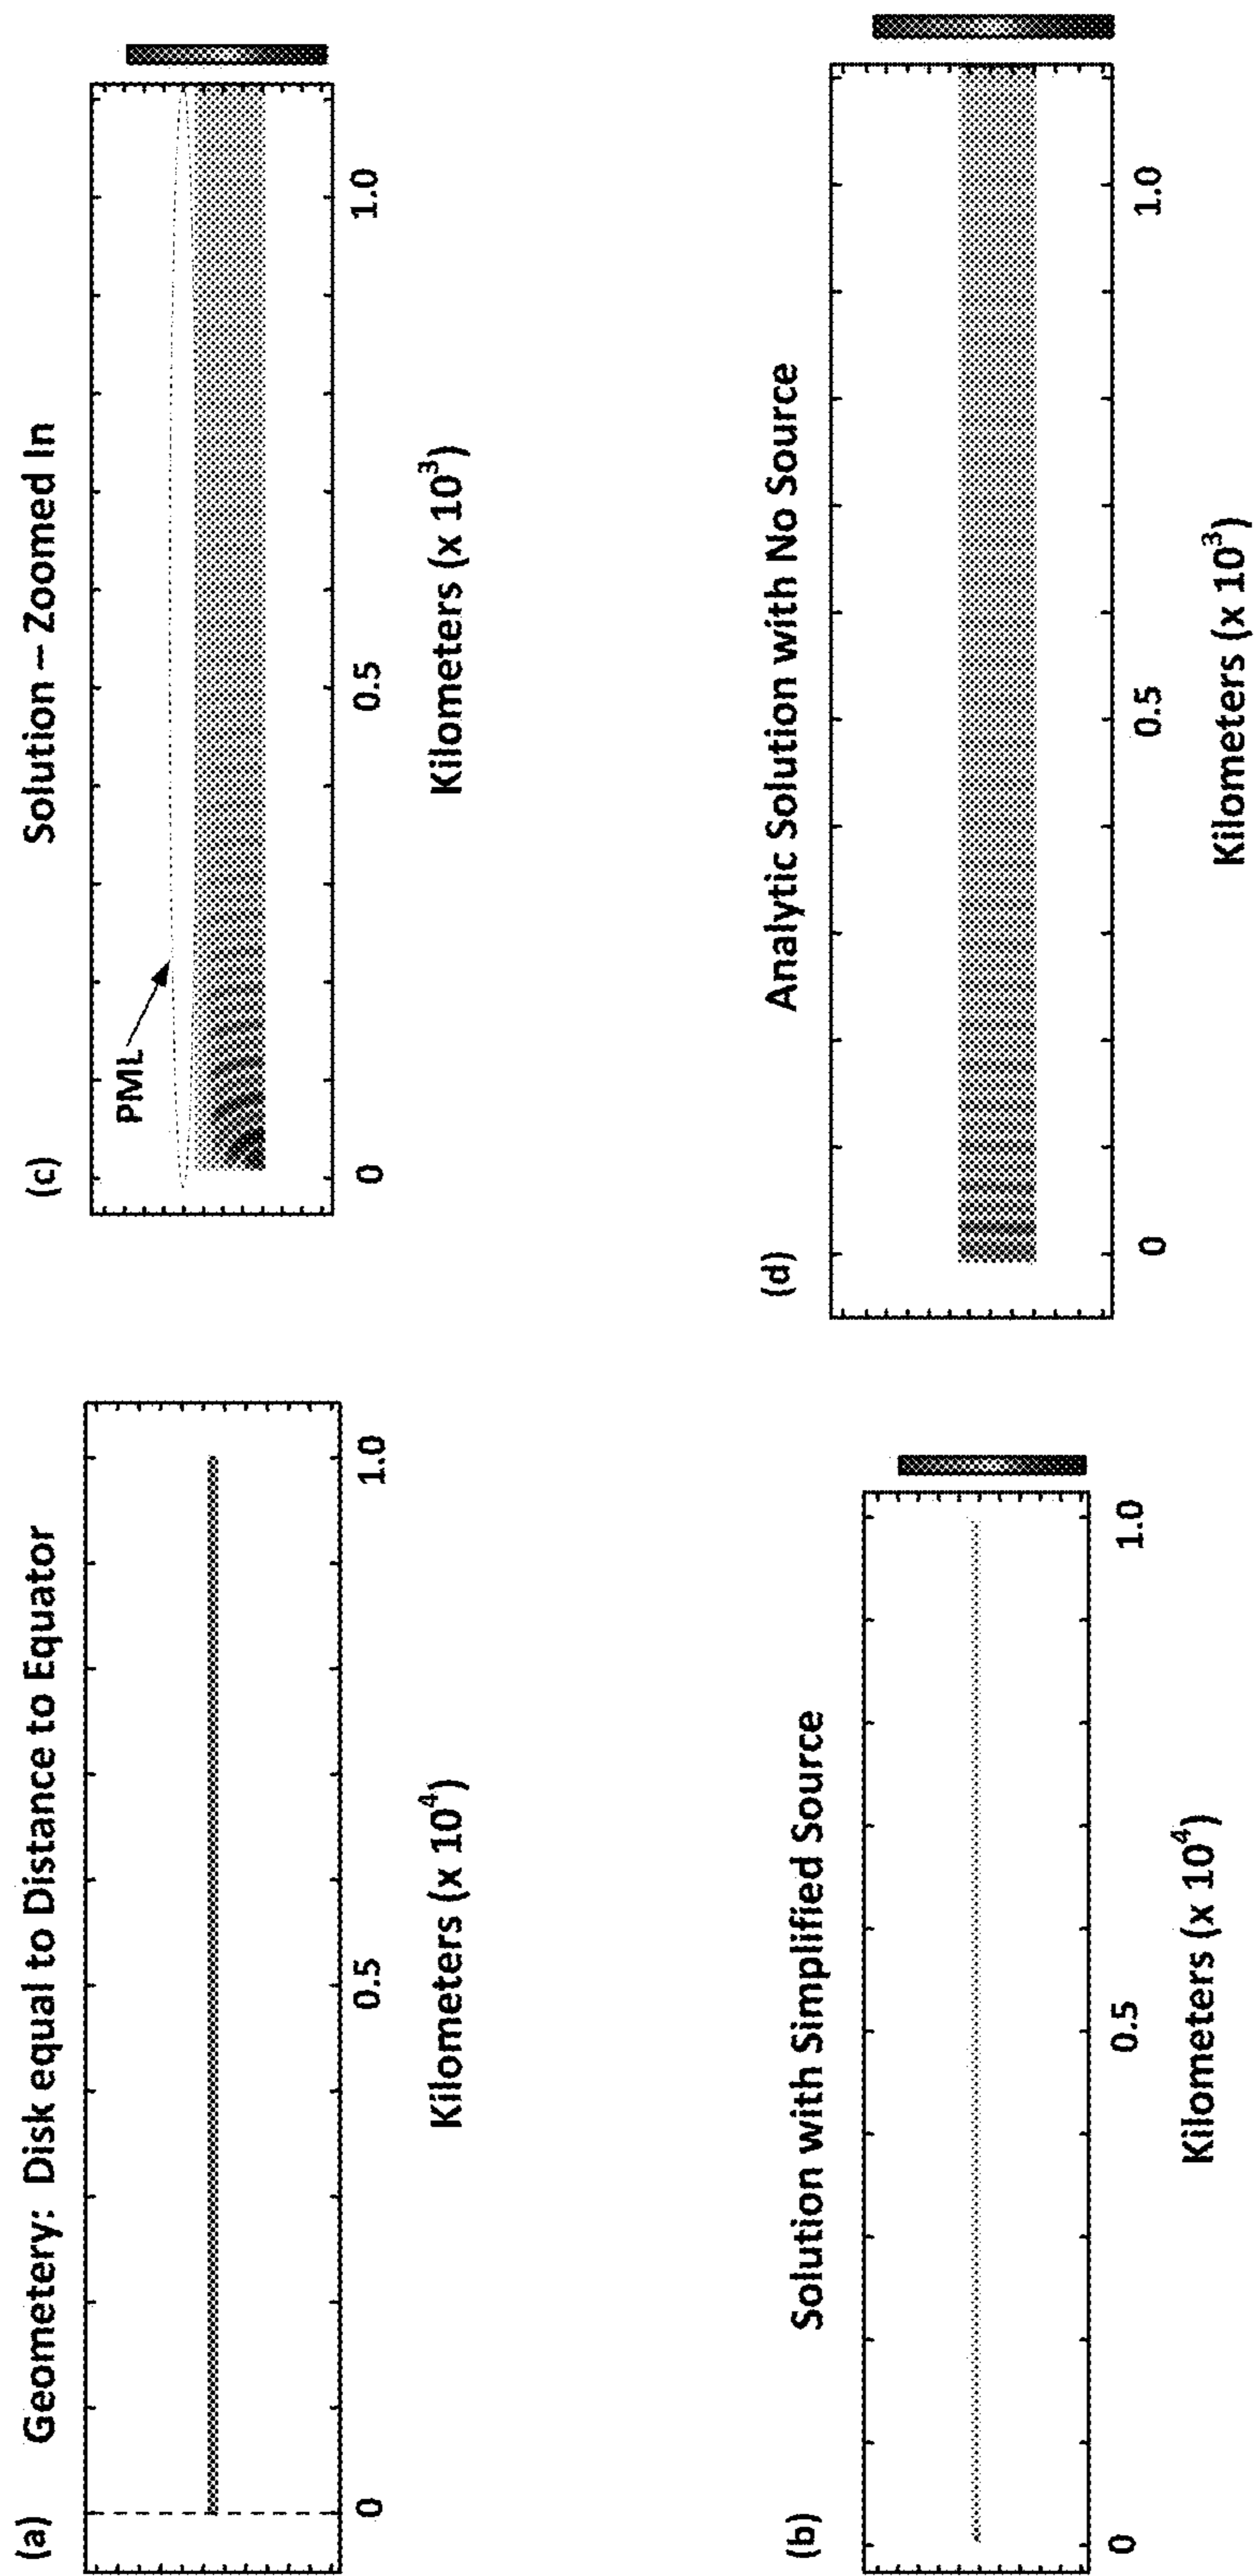 (a) Geometery: Disk equal to Distance to Equator
0 0.5 1.0
Kilometers (x 10⁴)
(b) Solution with Simplified Source
0 0.5 1.0
Kilometers (x 10⁴)
(c) Solution – Zoomed In
PML
0 0.5 1.0
Kilometers (x 10³)
(d) Analytic Solution with No Source
0 0.5 1.0
Kilometers (x 10³)